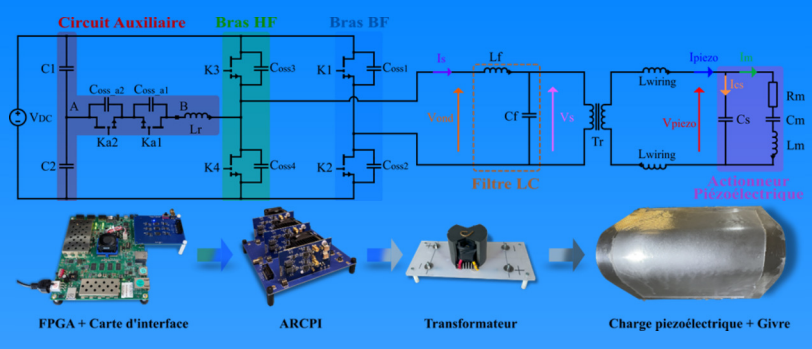 Circuit Auxiliaire
Bras HF
Bras BF
C1
Coss_a2
Coss_a1
K3
Coss3
K1
Coss1
Is
Lf
Lwiring
Ipiezo
Im
Ics
Rm
VDC
A
B
Lr
Ka2
Ka1
Cf
Vs
Tr
Vpiezo
Cs
Cm
Lm
C2
K4
Coss4
K2
Coss2
Filtre LC
Lwiring
Actionneur
Piézoélectrique
FPGA + Carte d'interface
ARCPI
Transformateur
Charge piezoélectrique + Givre